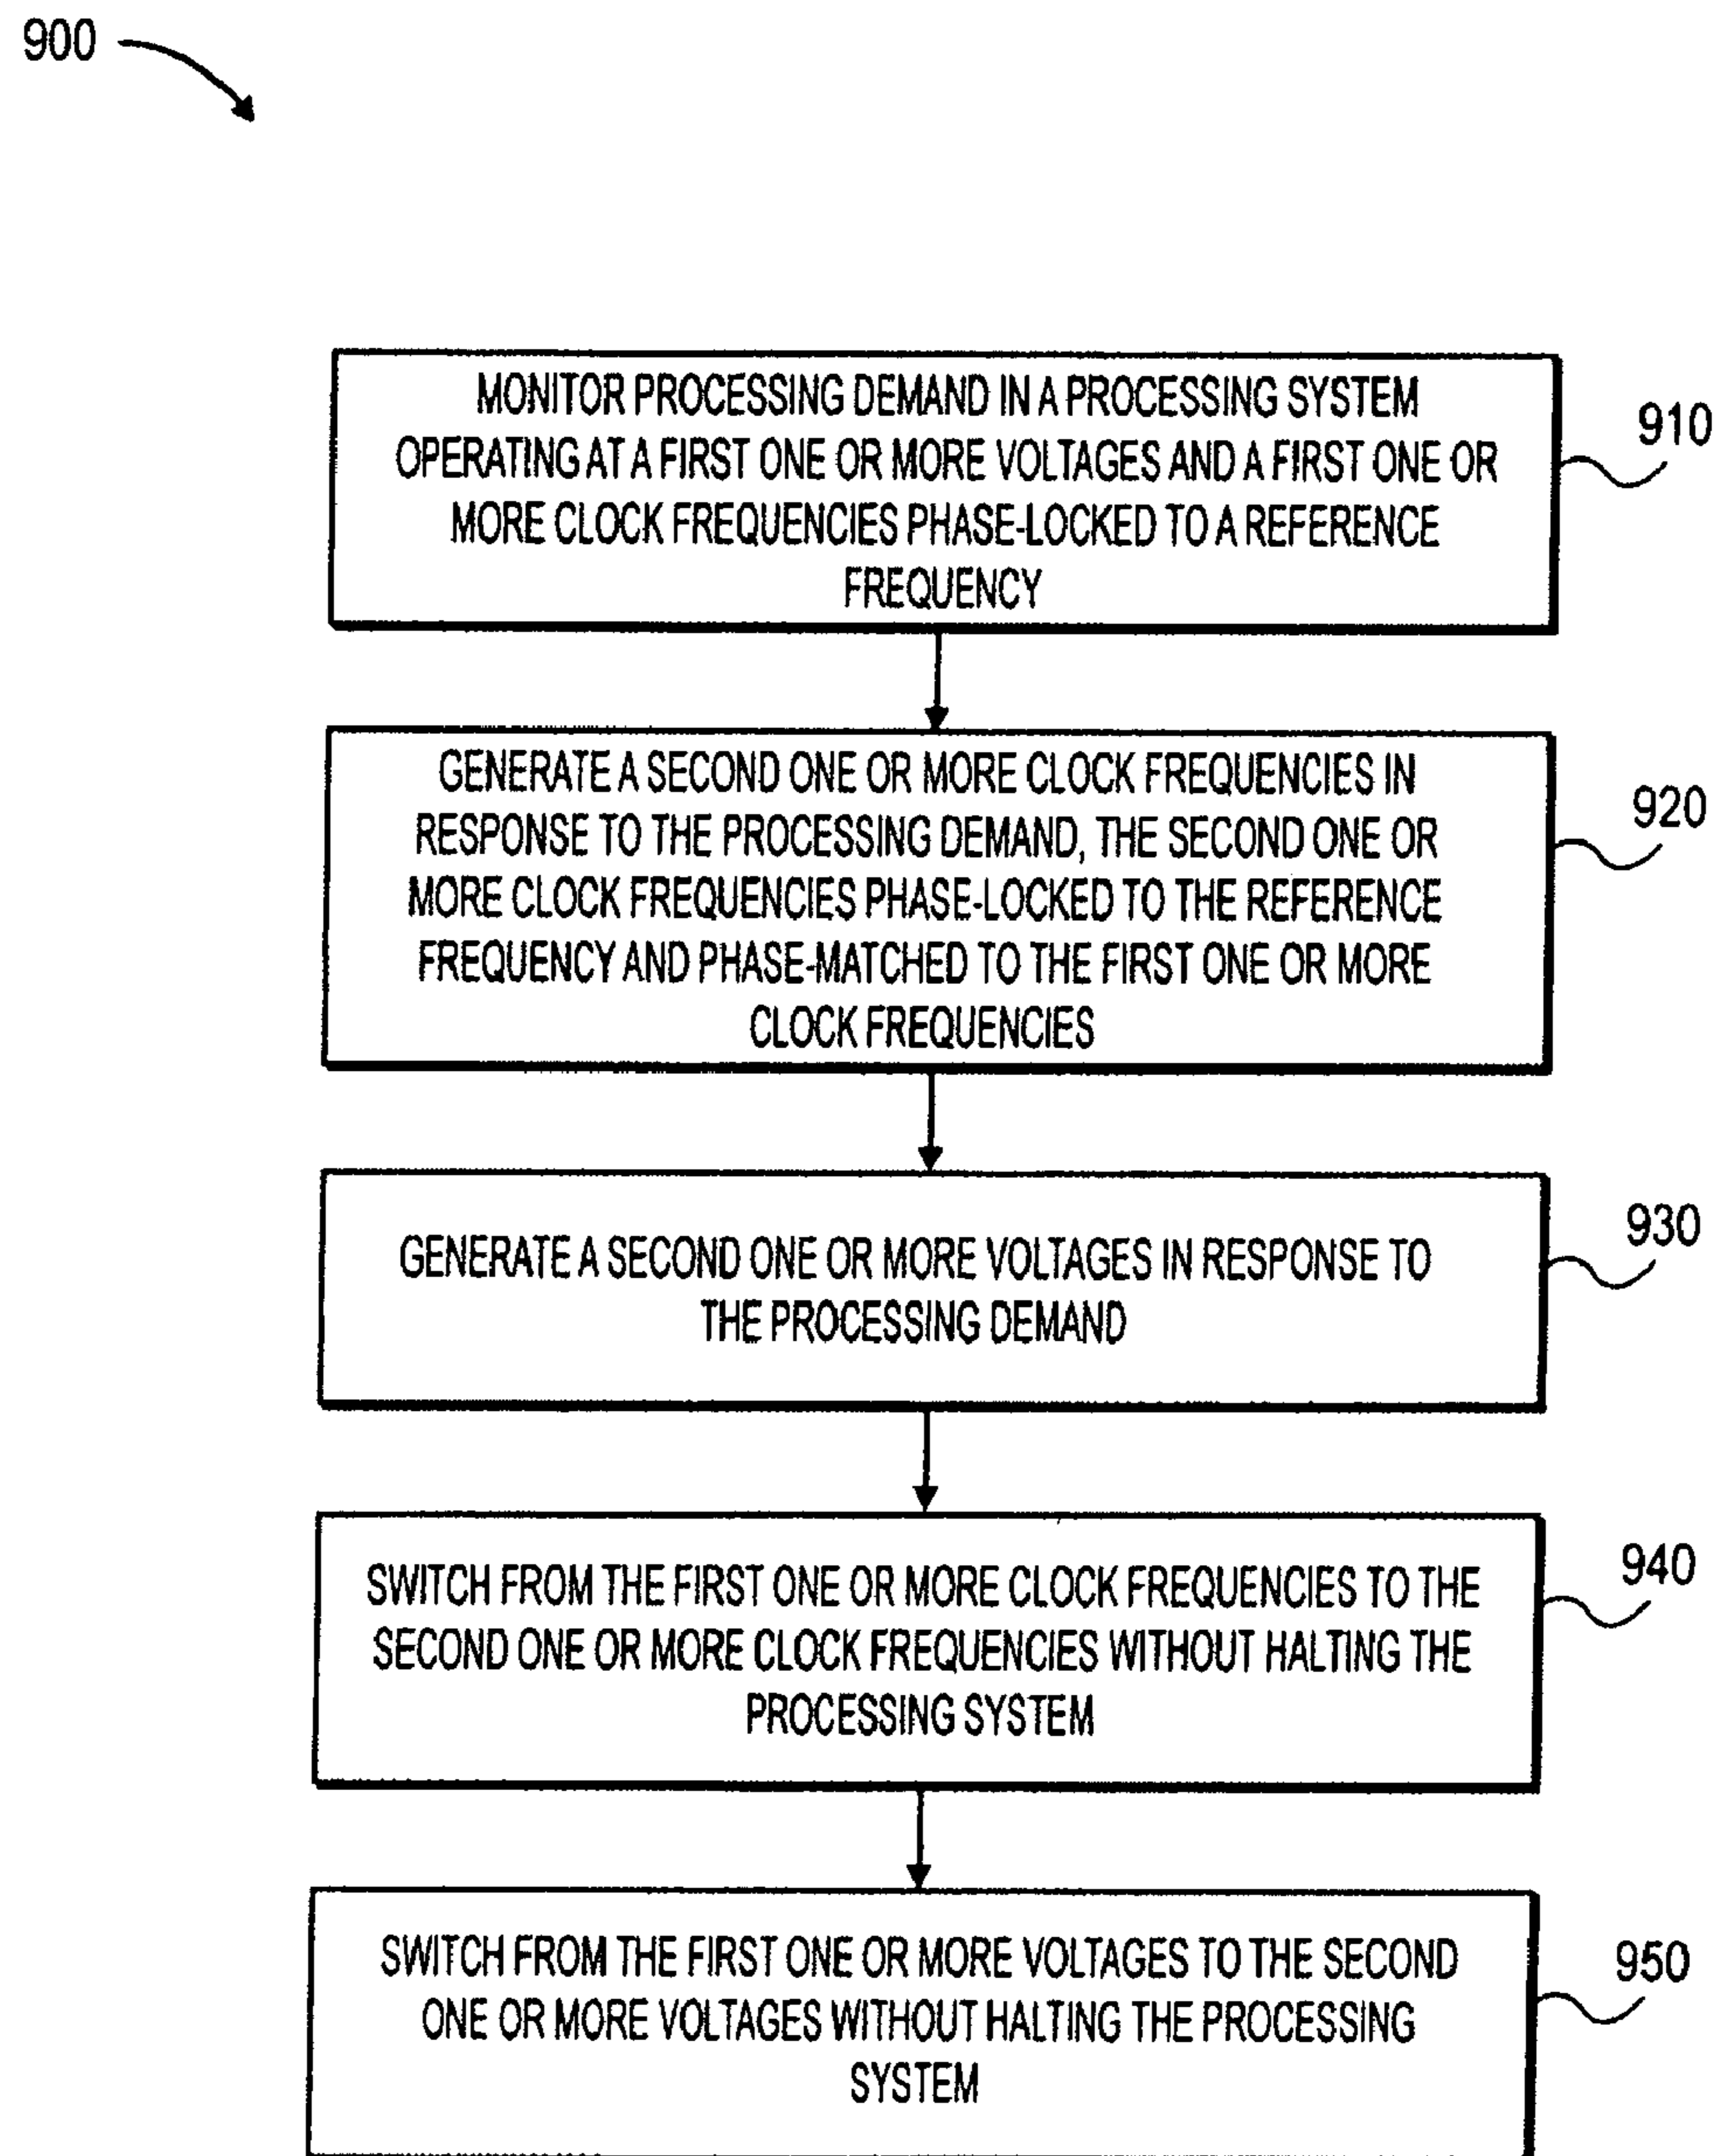 900
MONITOR PROCESSING DEMAND IN A PROCESSING SYSTEM
OPERATING AT A FIRST ONE OR MORE VOLTAGES AND A FIRST ONE OR
MORE CLOCK FREQUENCIES PHASE-LOCKED TO A REFERENCE
FREQUENCY
910
GENERATE A SECOND ONE OR MORE CLOCK FREQUENCIES IN
RESPONSE TO THE PROCESSING DEMAND, THE SECOND ONE OR
MORE CLOCK FREQUENCIES PHASE-LOCKED TO THE REFERENCE
FREQUENCY AND PHASE-MATCHED TO THE FIRST ONE OR MORE
CLOCK FREQUENCIES
920
GENERATE A SECOND ONE OR MORE VOLTAGES IN RESPONSE TO
THE PROCESSING DEMAND
930
SWITCH FROM THE FIRST ONE OR MORE CLOCK FREQUENCIES TO THE
SECOND ONE OR MORE CLOCK FREQUENCIES WITHOUT HALTING THE
PROCESSING SYSTEM
940
SWITCH FROM THE FIRST ONE OR MORE VOLTAGES TO THE SECOND
ONE OR MORE VOLTAGES WITHOUT HALTING THE PROCESSING
SYSTEM
950